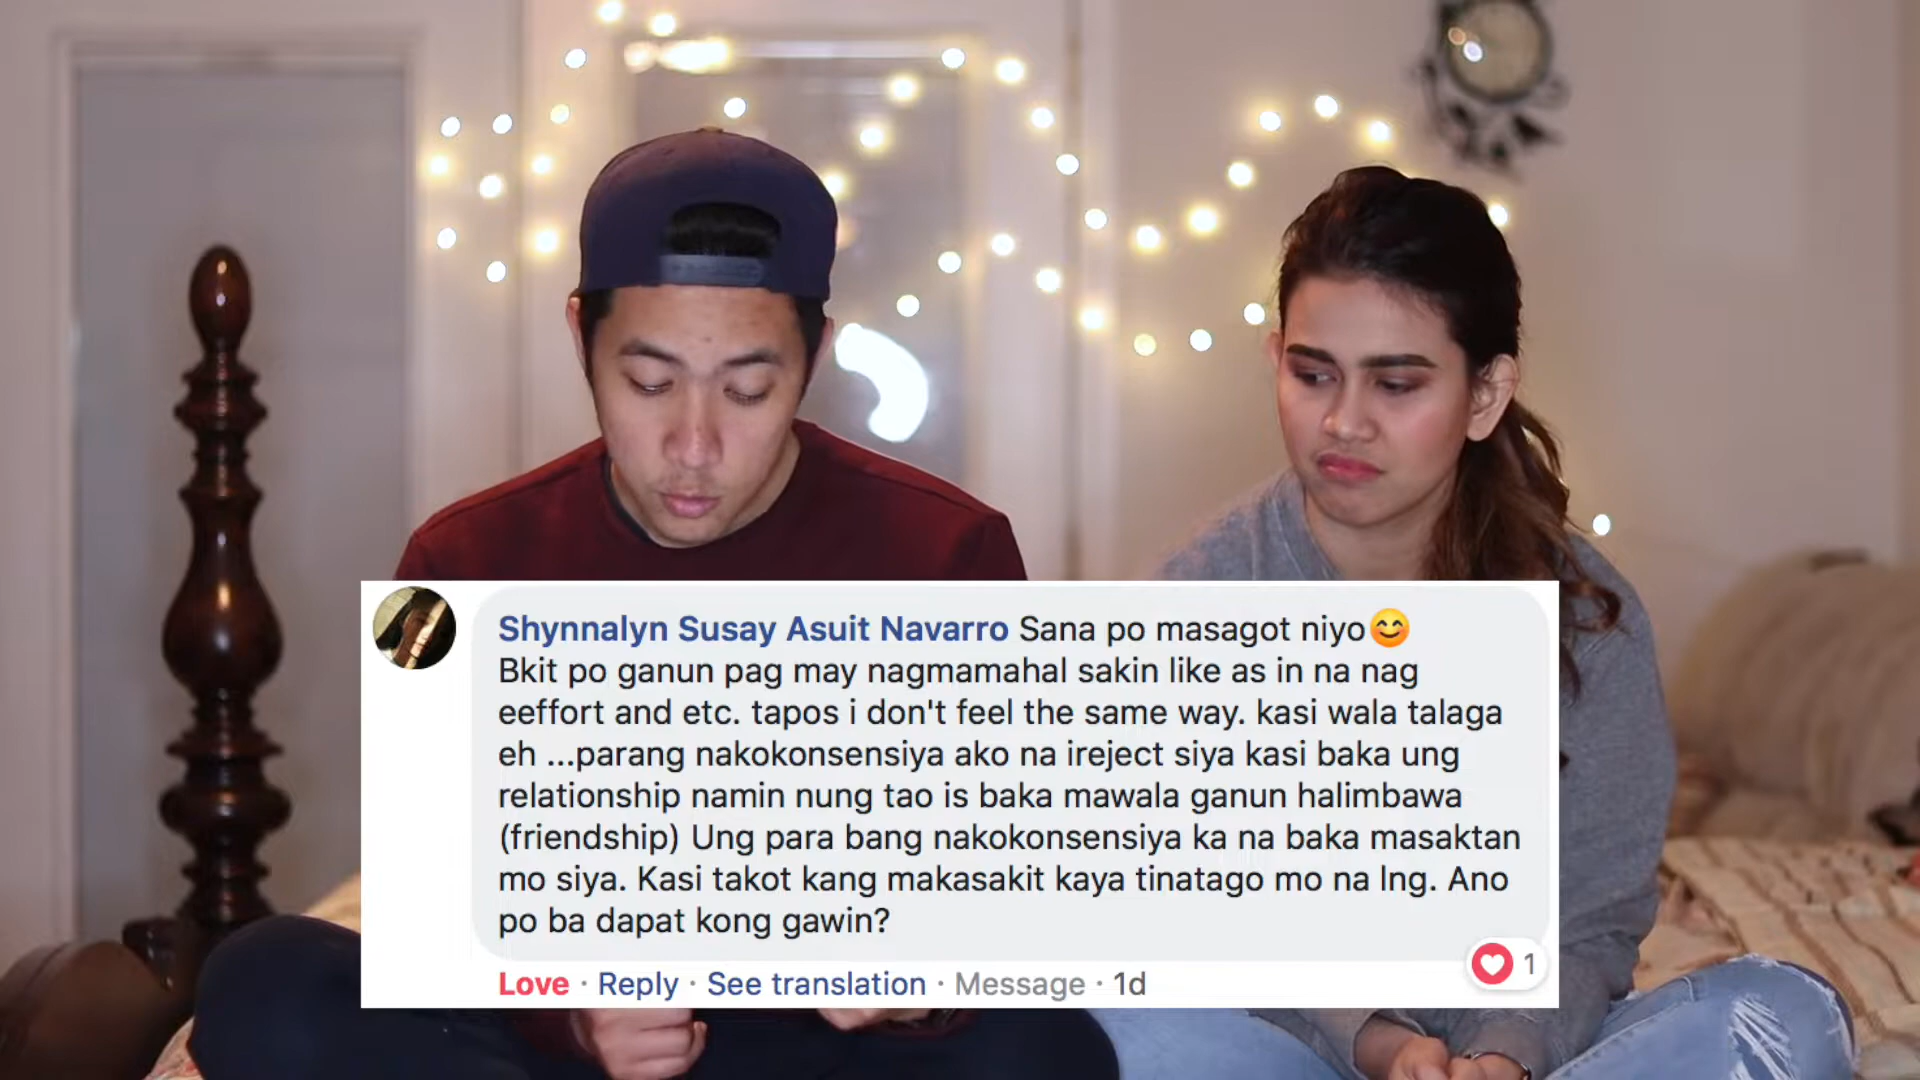 Shynnalyn Susay Asuit Navarro Sana po masagot niyo😊
Bkit po ganun pag may nagmamahal sakin like as in na nag
eeffort and etc. tapos i don't feel the same way. kasi wala talaga
eh ...parang nakokonsensiya ako na ireject siya kasi baka ung
relationship namin nung tao is baka mawala ganun halimbawa
(friendship) Ung para bang nakokonsensiya ka na baka masaktan
mo siya. Kasi takot kang makasakit kaya tinatago mo na lng. Ano
po ba dapat kong gawin?
1
Love · Reply · See translation · Message · 1d